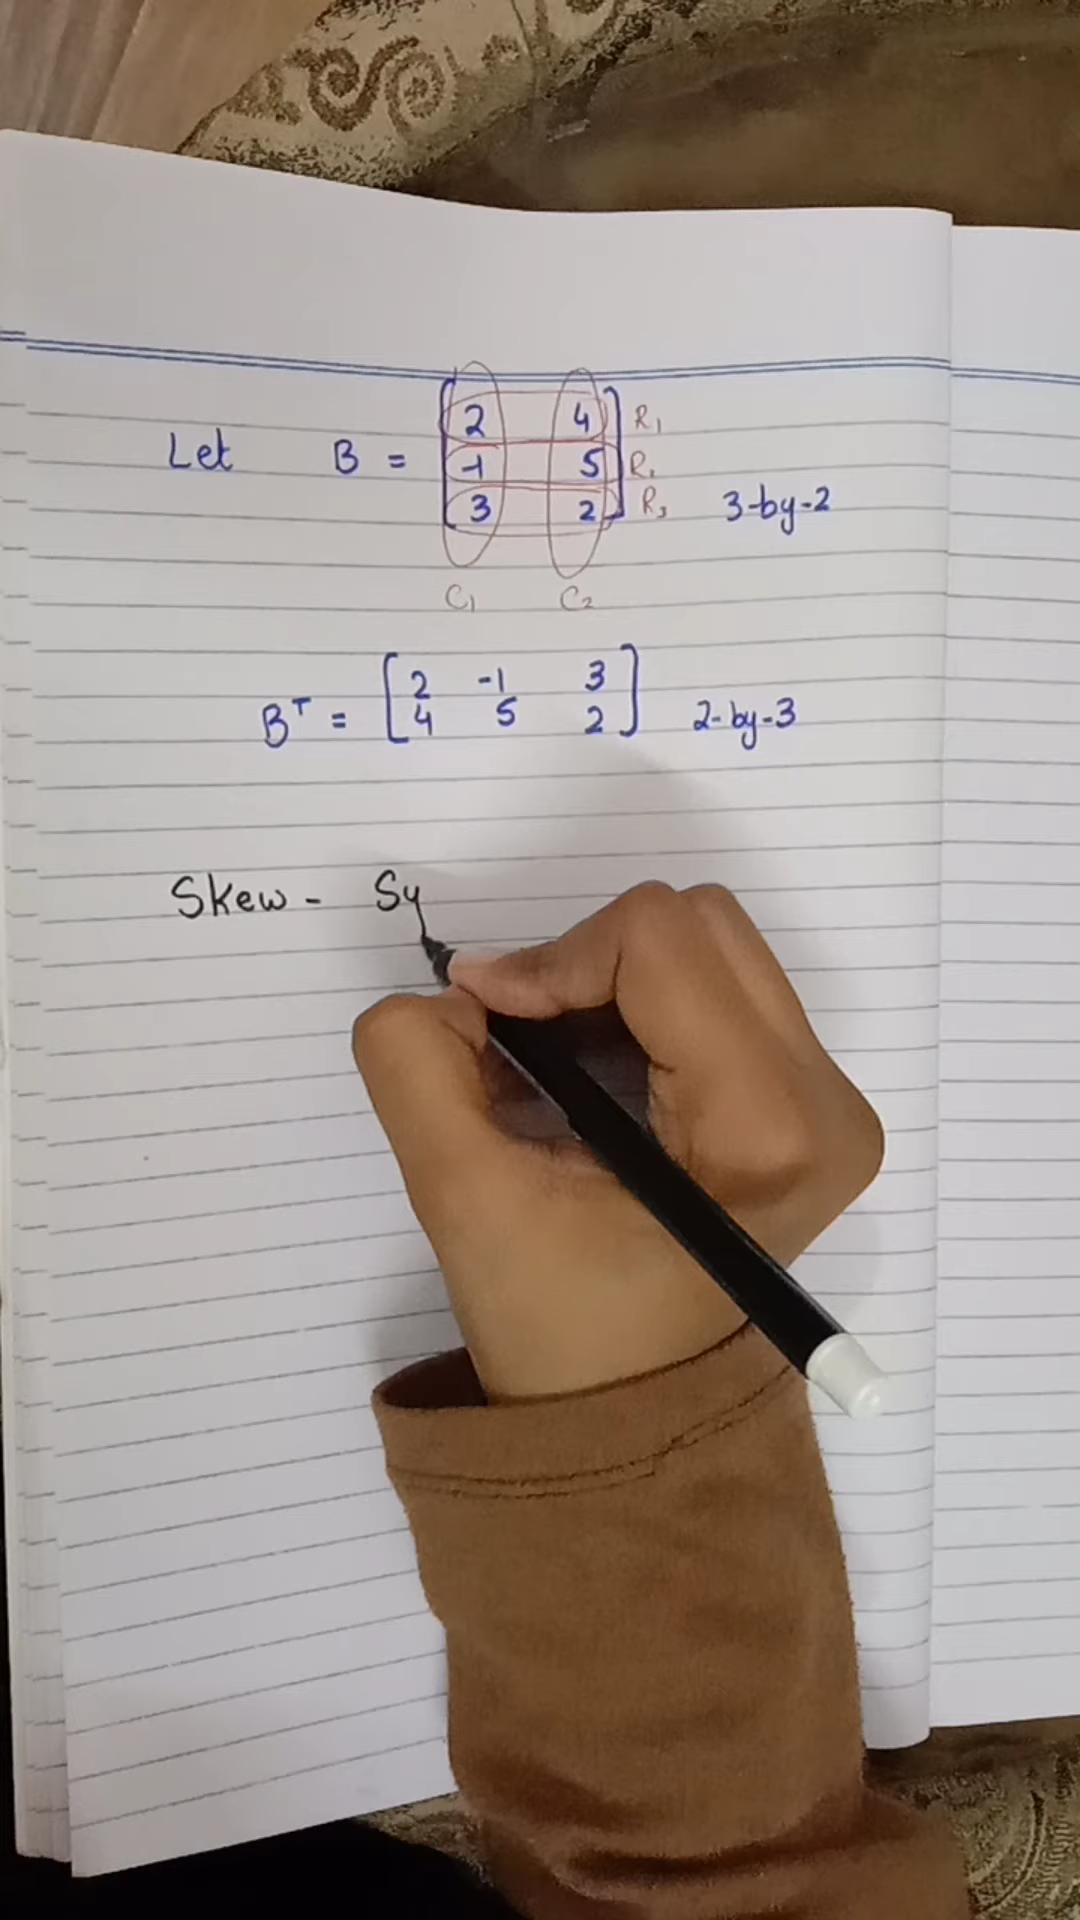 2 4 R₁
Let B = -1 5 R₂
3 2 R₃ 3-by-2
C₁ C₂
2 -1 3
Bᵀ = 4 5 2 2-by-3
Skew - Sy